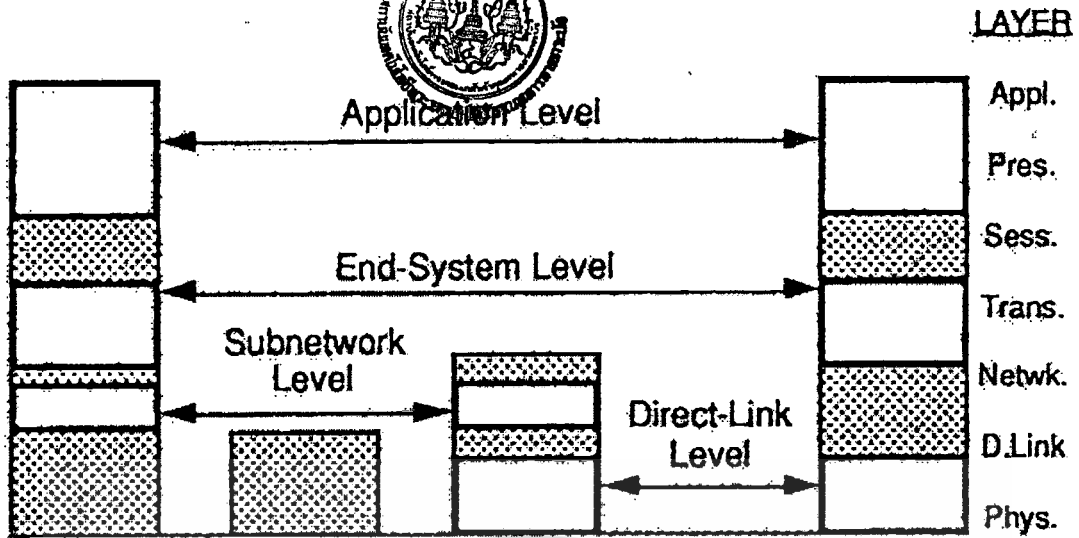 LAYER
Appl.
Application Level
Pres.
Sess.
End-System Level
Trans.
Subnetwork
Level
Netwk.
Direct-Link
Level
D.Link
Phys.